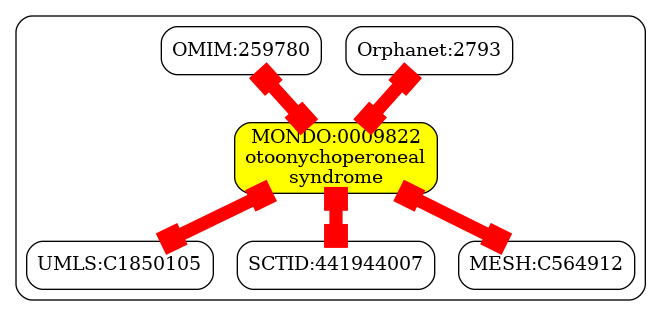 OMIM:259780
Orphanet:2793
MONDO:0009822
otoonychoperoneal
syndrome
UMLS:C1850105
SCTID:441944007
MESH:C564912